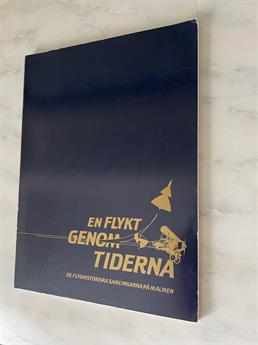 EN FLYKT
GENOM
TIDERNA
DE FLYGHISTORISKA SAMLINGARNA PÅ MALMEN